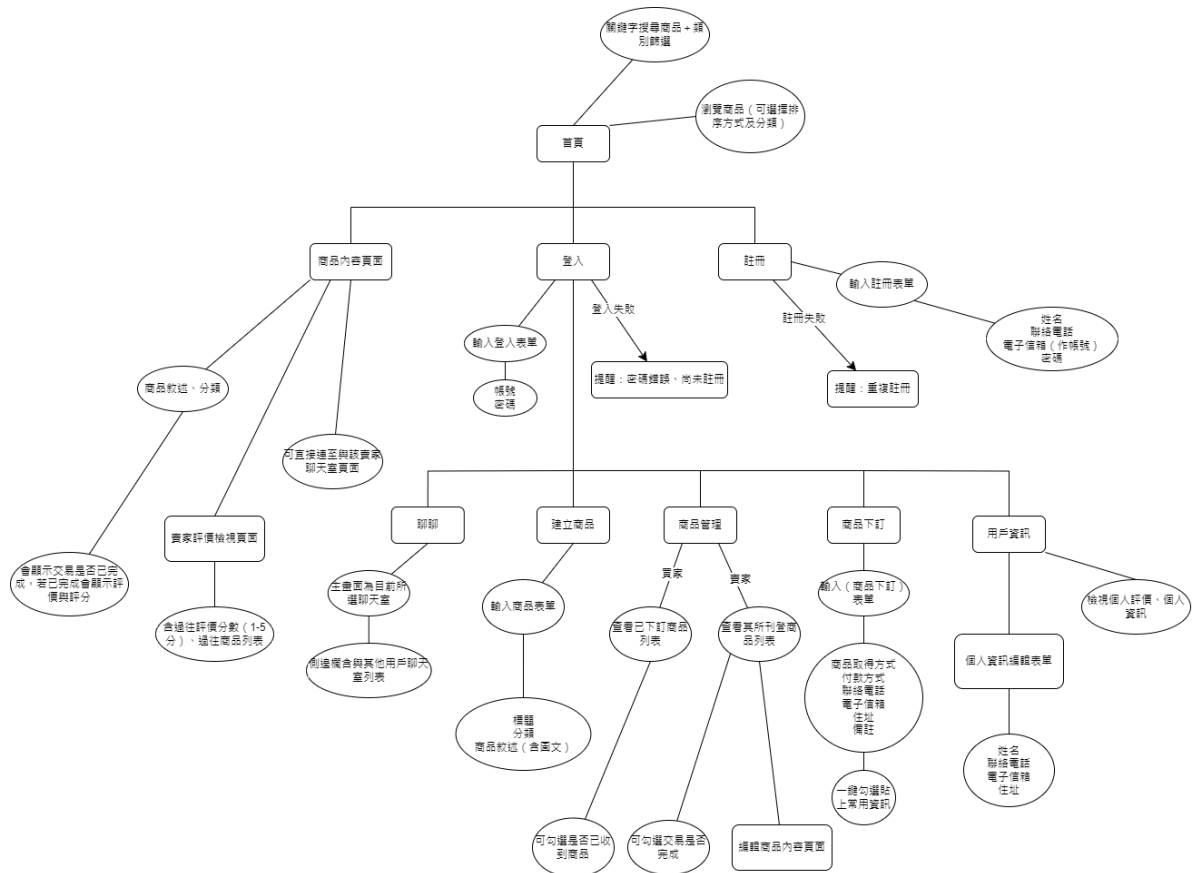 關鍵字搜尋商品+類
別篩選
瀏覽商品（可選擇排
序方式及分類）
首頁
商品內容頁面
登入
註冊
輸入註冊表單
姓名
聯絡電話
電子信箱（作帳號）
密碼
登入失敗
註冊失敗
輸入登入表單
帳號
密碼
提醒：密碼錯誤、尚未註冊
提醒：重複註冊
商品敘述、分類
可直接連至與該賣家
聊天室頁面
賣家評價檢視頁面
聊聊
建立商品
商品管理
商品下訂
用戶資訊
會顯示交易是否已完
成，若已完成會顯示評
價與評分
含過往評價分數（1-5
分）、過往商品列表
主畫面為目前所
選聊天室
側邊欄含與其他用戶聊天
室列表
輸入商品表單
標題
分類
商品敘述（含圖文）
買家
賣家
查看已下訂商品
列表
查看其所刊登商
品列表
可勾選是否已收
到商品
可勾選交易是否
完成
編輯商品內容頁面
輸入（商品下訂）
表單
商品取得方式
付款方式
聯絡電話
電子信箱
住址
備註
一鍵勾選貼
上常用資訊
檢視個人評價、個人
資訊
個人資訊編輯表單
姓名
聯絡電話
電子信箱
住址